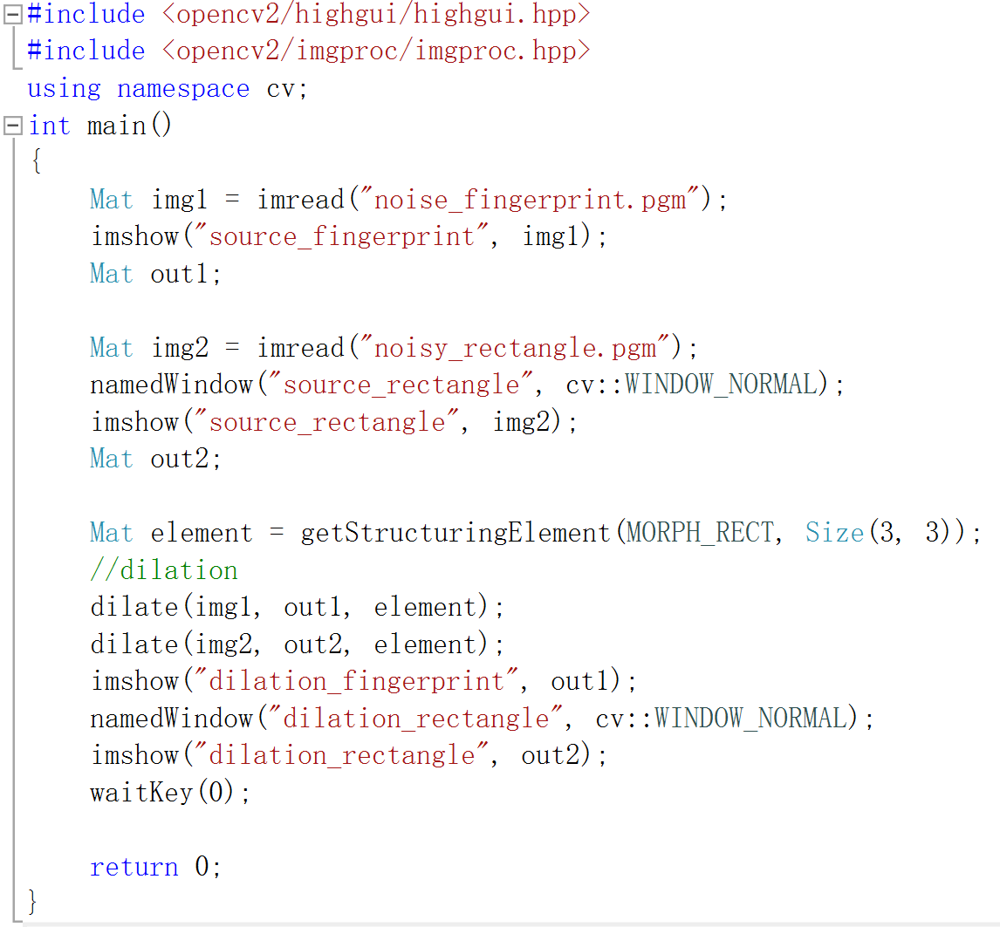 #include <opencv2/highgui/highgui.hpp>
#include <opencv2/imgproc/imgproc.hpp>
using namespace cv;
int main()
{
    Mat img1 = imread("noise_fingerprint.pgm");
    imshow("source_fingerprint", img1);
    Mat out1;

    Mat img2 = imread("noisy_rectangle.pgm");
    namedWindow("source_rectangle", cv::WINDOW_NORMAL);
    imshow("source_rectangle", img2);
    Mat out2;

    Mat element = getStructuringElement(MORPH_RECT, Size(3, 3));
    //dilation
    dilate(img1, out1, element);
    dilate(img2, out2, element);
    imshow("dilation_fingerprint", out1);
    namedWindow("dilation_rectangle", cv::WINDOW_NORMAL);
    imshow("dilation_rectangle", out2);
    waitKey(0);

    return 0;
}